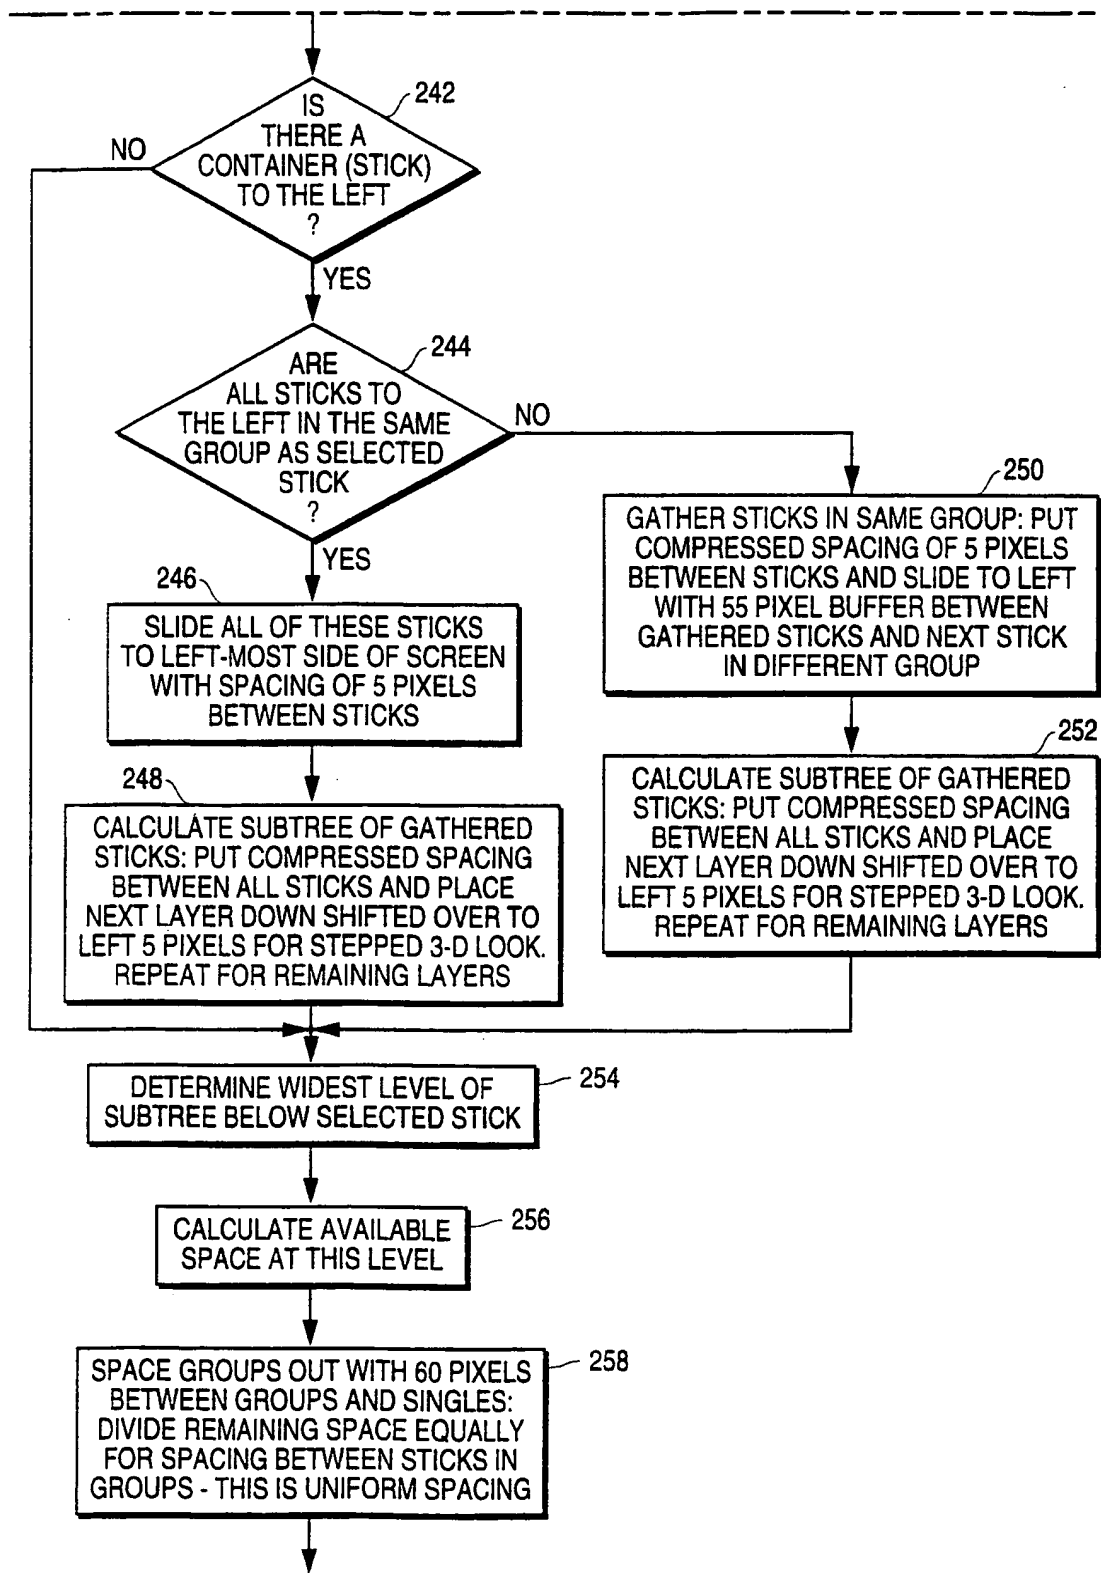 242
IS
THERE A
CONTAINER (STICK)
TO THE LEFT
?
NO
YES
244
ARE
ALL STICKS TO
THE LEFT IN THE SAME
GROUP AS SELECTED
STICK
?
NO
YES
250
GATHER STICKS IN SAME GROUP: PUT
COMPRESSED SPACING OF 5 PIXELS
BETWEEN STICKS AND SLIDE TO LEFT
WITH 55 PIXEL BUFFER BETWEEN
GATHERED STICKS AND NEXT STICK
IN DIFFERENT GROUP
246
SLIDE ALL OF THESE STICKS
TO LEFT-MOST SIDE OF SCREEN
WITH SPACING OF 5 PIXELS
BETWEEN STICKS
252
CALCULATE SUBTREE OF GATHERED
STICKS: PUT COMPRESSED SPACING
BETWEEN ALL STICKS AND PLACE
NEXT LAYER DOWN SHIFTED OVER TO
LEFT 5 PIXELS FOR STEPPED 3-D LOOK.
REPEAT FOR REMAINING LAYERS
248
CALCULATE SUBTREE OF GATHERED
STICKS: PUT COMPRESSED SPACING
BETWEEN ALL STICKS AND PLACE
NEXT LAYER DOWN SHIFTED OVER TO
LEFT 5 PIXELS FOR STEPPED 3-D LOOK.
REPEAT FOR REMAINING LAYERS
254
DETERMINE WIDEST LEVEL OF
SUBTREE BELOW SELECTED STICK
256
CALCULATE AVAILABLE
SPACE AT THIS LEVEL
258
SPACE GROUPS OUT WITH 60 PIXELS
BETWEEN GROUPS AND SINGLES:
DIVIDE REMAINING SPACE EQUALLY
FOR SPACING BETWEEN STICKS IN
GROUPS - THIS IS UNIFORM SPACING